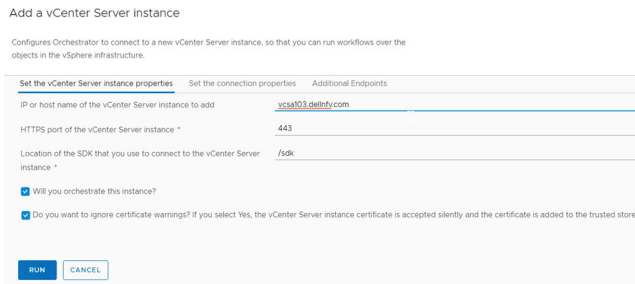 Add a vCenter Server instance
Configures Orchestrator to connect to a new vCenter Server instance, so that you can run workflows over the
objects in the vSphere infrastructure.
Set the vCenter Server instance properties Set the connection properties Additional Endpoints
IP or host name of the vCenter Server instance to add vcsa103.dellnfv.com
HTTPS port of the vCenter Server instance * 443
Location of the SDK that you use to connect to the vCenter Server /sdk
instance *
Will you orchestrate this instance?
Do you want to ignore certificate warnings? If you select Yes, the vCenter Server instance certificate is accepted silently and the certificate is added to the trusted store
RUN CANCEL